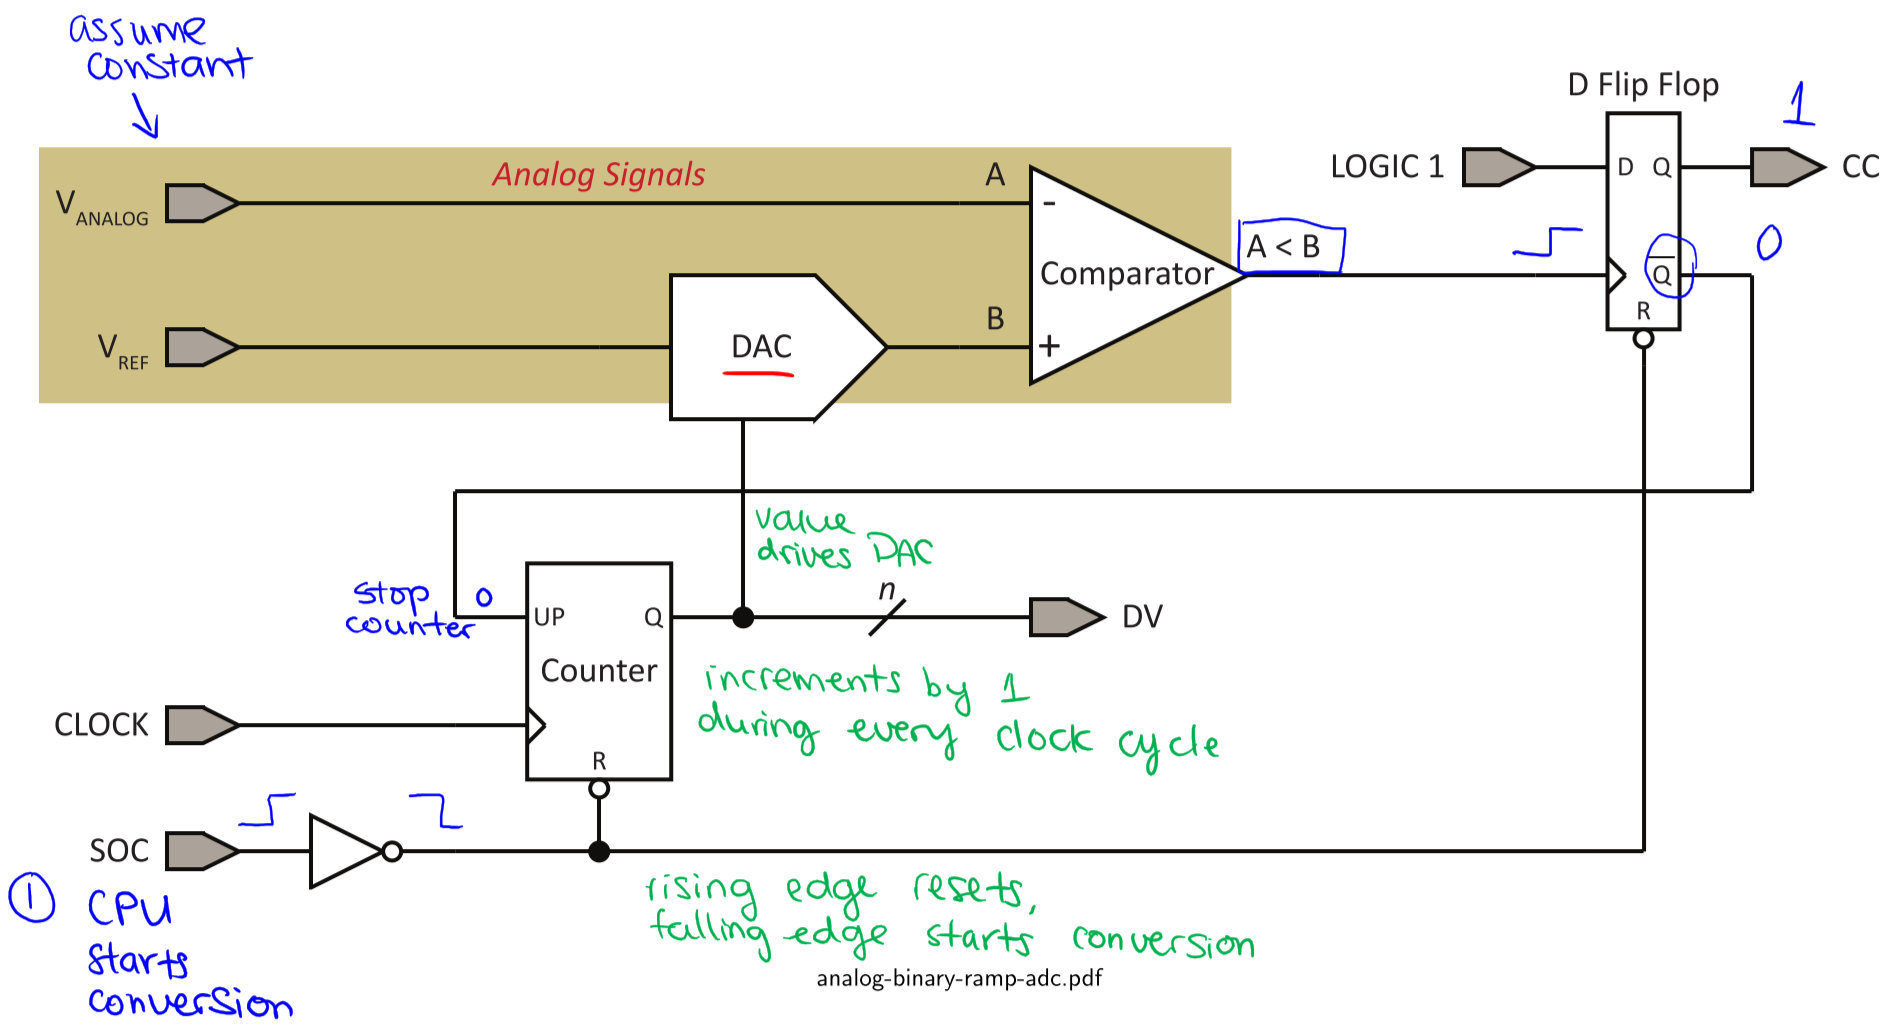 assume
constant
D Flip Flop
1
Analog Signals
V ANALOG
A
-
LOGIC 1
D Q
CC
A < B
Comparator
Q
0
V REF
DAC
B
+
R
value
drives DAC
stop
counter
0
UP
Q
n
DV
Counter
increments by 1
during every clock cycle
CLOCK
R
SOC
1
CPU
starts
conversion
rising edge resets,
falling edge starts conversion
analog-binary-ramp-adc.pdf